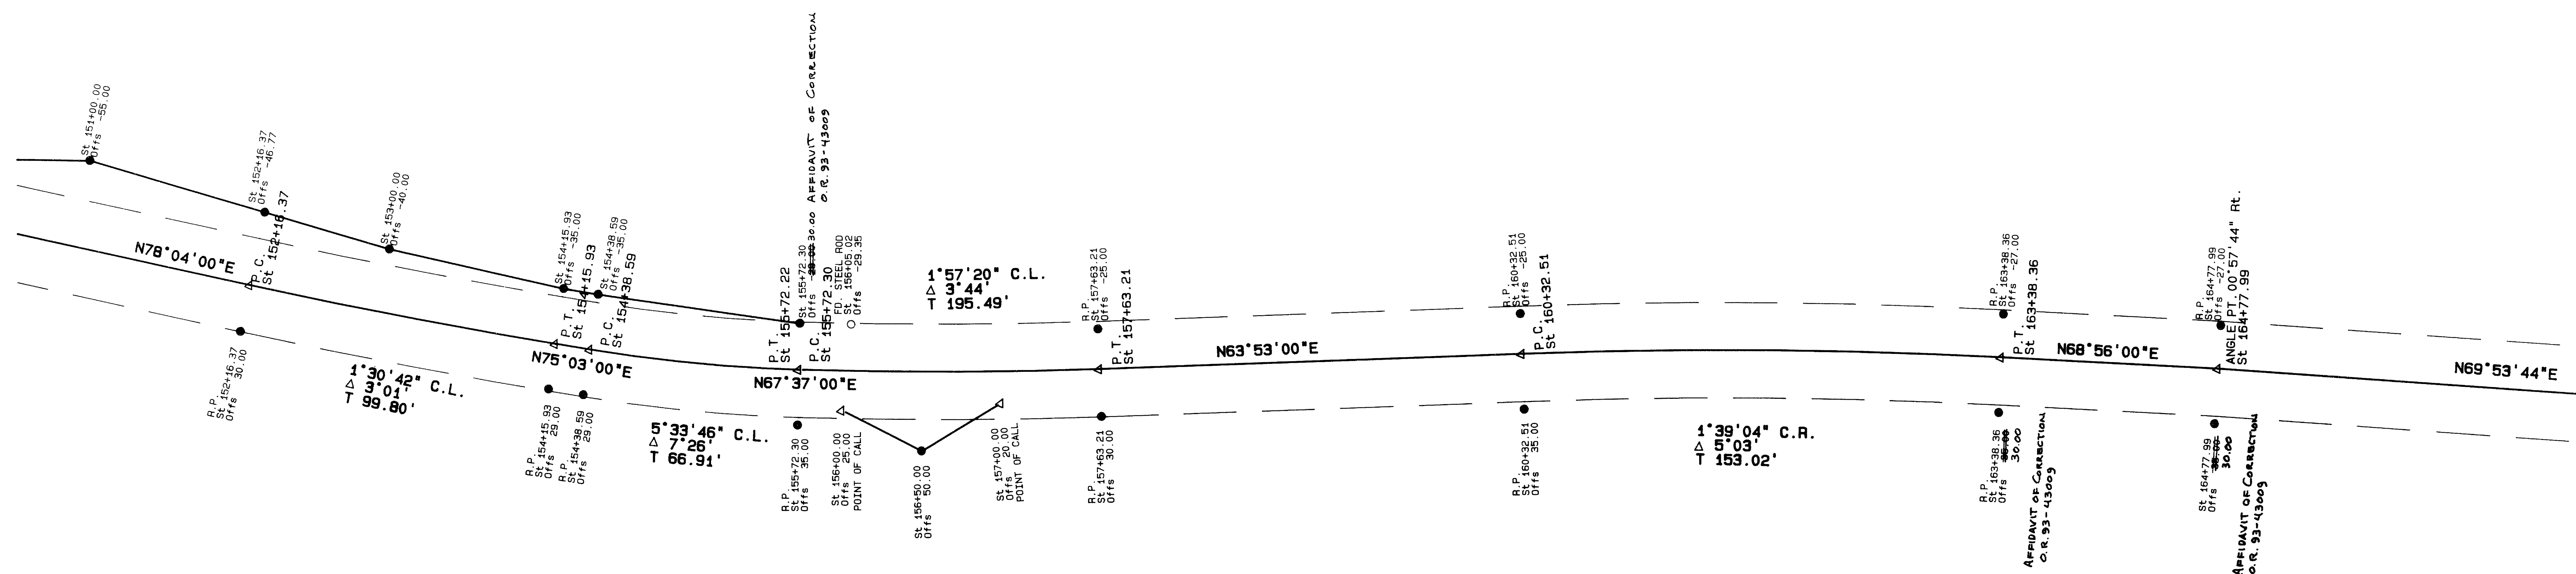 St 151+00.00
Offs -55.00
St 152+16.37
Offs -46.77
P.C.
St 152+16.37
N78°04'00"E
R.P.
St 152+16.37
Offs 30.00
St 153+00.00
Offs -40.00
1°30'42" C.L.
Δ 3°01'
T 99.80'
St 154+15.93
Offs -35.00
P.T.
St 154+15.93
St 154+38.59
Offs -35.00
P.C.
St 154+38.59
N75°03'00"E
R.P.
St 154+15.93
Offs 29.00
R.P.
St 154+38.59
Offs 29.00
5°33'46" C.L.
Δ 7°26'
T 66.91'
P.T.
St 155+72.22
St 155+72.30
Offs 30.00 AFFIDAVIT OF CORRECTION
O.R. 93-43009
P.C.
St 155+72.30
FD. STEEL ROD
St 156+05.02
Offs -29.35
N67°37'00"E
R.P.
St 155+72.30
Offs 35.00
St 156+00.00
Offs 25.00
POINT OF CALL
St 156+50.00
Offs 50.00
1°57'20" C.L.
Δ 3°44'
T 195.49'
St 157+00.00
Offs 20.00
POINT OF CALL
R.P.
St 157+63.21
Offs -25.00
P.T.
St 157+63.21
R.P.
St 157+63.21
Offs 30.00
N63°53'00"E
R.P.
St 160+32.51
Offs -25.00
P.C.
St 160+32.51
R.P.
St 160+32.51
Offs 35.00
1°39'04" C.R.
Δ 5°03'
T 153.02'
R.P.
St 163+38.36
Offs -27.00
P.T.
St 163+38.36
R.P.
St 163+38.36
Offs 30.00
AFFIDAVIT OF CORRECTION
O.R. 93-43009
N68°56'00"E
R.P.
St 164+77.99
Offs -27.00
ANGLE PT. 00°57'44" Rt.
St 164+77.99
St 164+77.99
Offs 30.00
AFFIDAVIT OF CORRECTION
O.R. 93-43009
N69°53'44"E